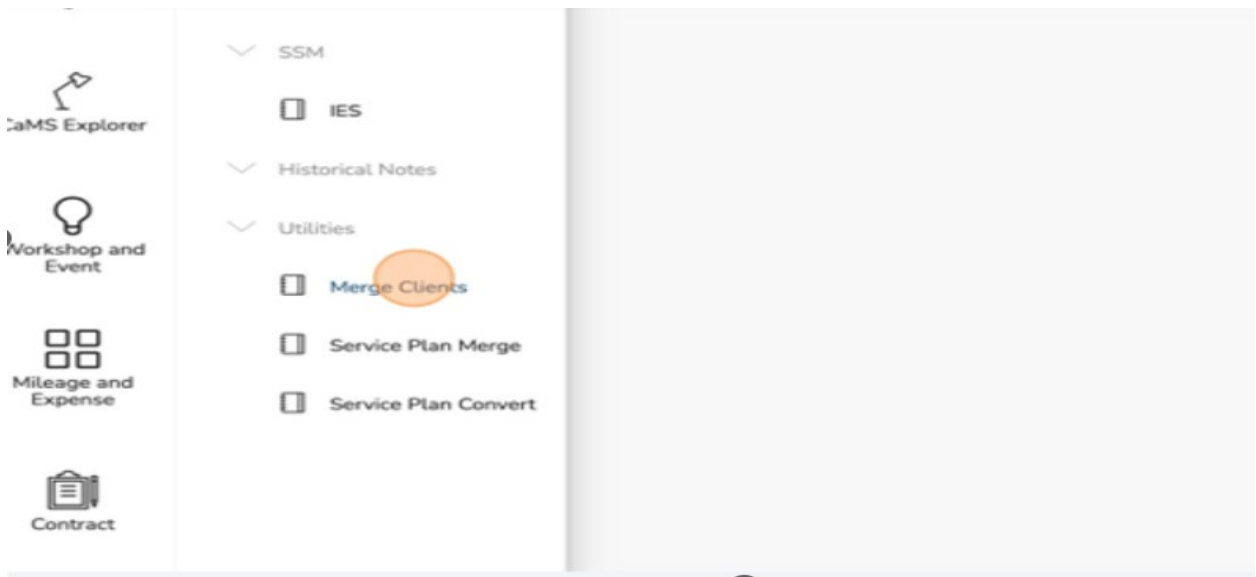 SSM
CaMS Explorer
IES
Historical Notes
Workshop and
Event
Utilities
Merge Clients
Service Plan Merge
Mileage and
Expense
Service Plan Convert
Contract